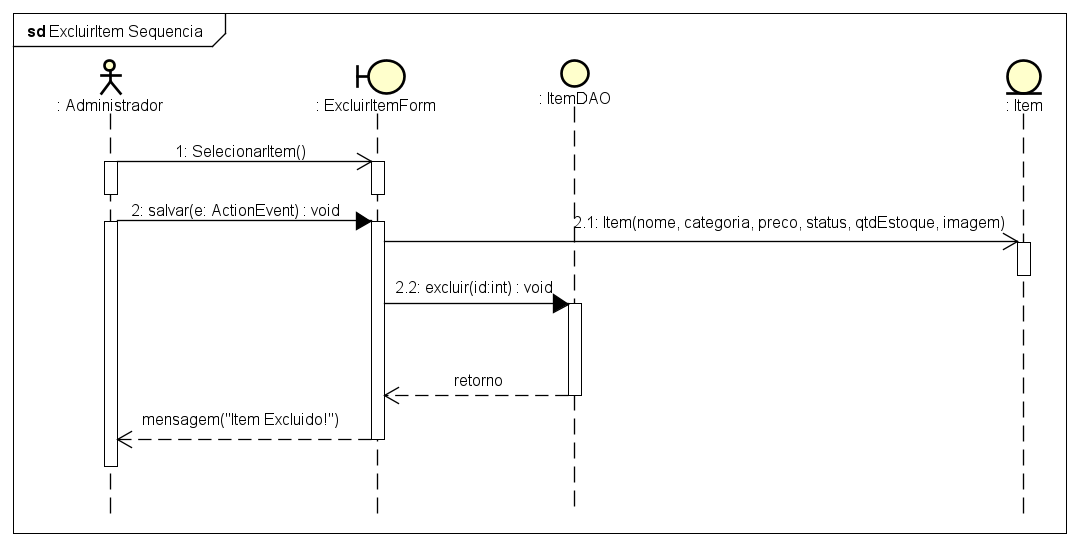 sd ExcluirItem Sequencia
: Administrador
: ExcluirItemForm
: ItemDAO
: Item
1: SelecionarItem()
2: salvar(e: ActionEvent) : void
2.1: Item(nome, categoria, preco, status, qtdEstoque, imagem)
2.2: excluir(id:int) : void
retorno
mensagem("Item Excluido!")